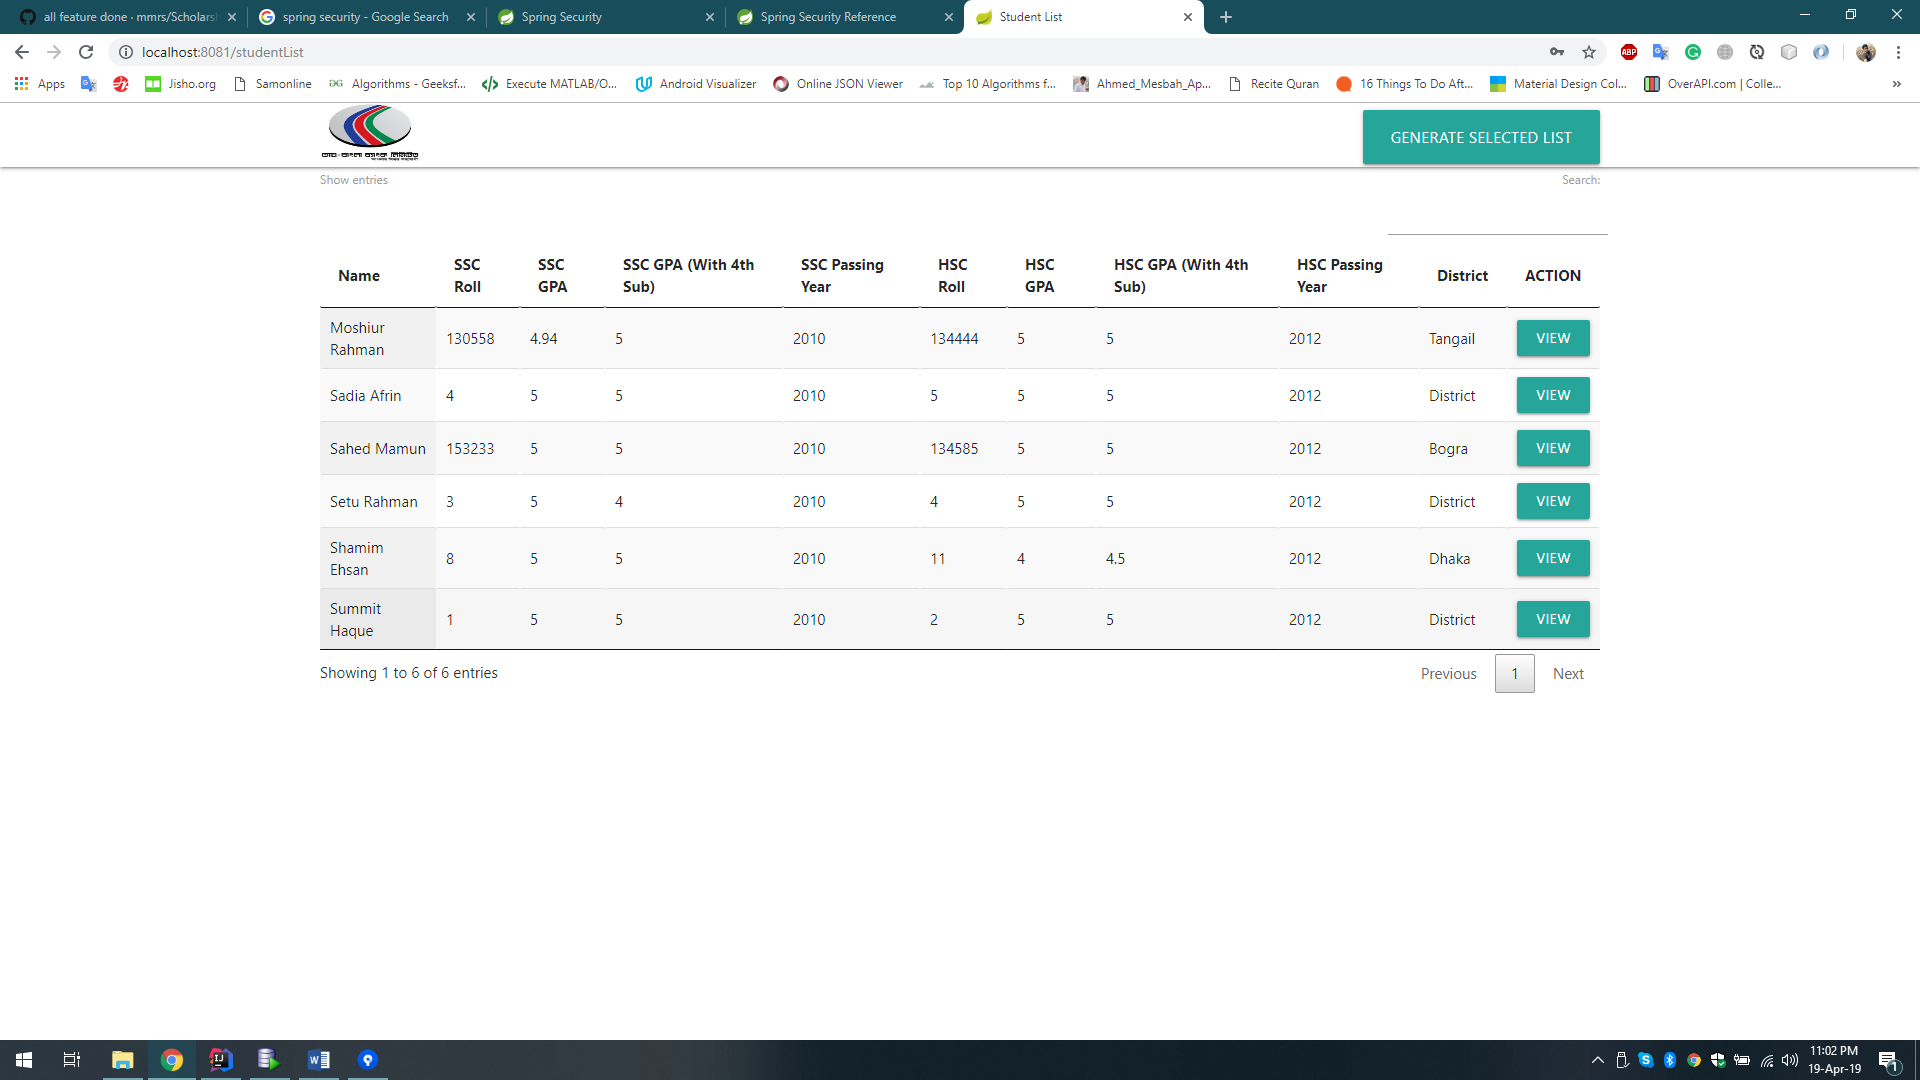 all feature done · mmrs/Scholars
spring security - Google Search
Spring Security
Spring Security Reference
Student List
localhost:8081/studentList
ABP
Apps
Jisho.org
Samonline
Algorithms - Geeksf...
Execute MATLAB/O...
Android Visualizer
Online JSON Viewer
Top 10 Algorithms f...
Ahmed_Mesbah_Ap...
Recite Quran
16 Things To Do Aft...
Material Design Col...
OverAPI.com | Colle...
»
GENERATE SELECTED LIST
Show entries
Search:
Name SSC Roll SSC GPA SSC GPA (With 4th Sub) SSC Passing Year HSC Roll HSC GPA HSC GPA (With 4th Sub) HSC Passing Year District ACTION
Moshiur Rahman 130558 4.94 5 2010 134444 5 5 2012 Tangail VIEW
Sadia Afrin 4 5 5 2010 5 5 5 2012 District VIEW
Sahed Mamun 153233 5 5 2010 134585 5 5 2012 Bogra VIEW
Setu Rahman 3 5 4 2010 4 5 5 2012 District VIEW
Shamim Ehsan 8 5 5 2010 11 4 4.5 2012 Dhaka VIEW
Summit Haque 1 5 5 2010 2 5 5 2012 District VIEW
Showing 1 to 6 of 6 entries
Previous 1 Next
11:02 PM
19-Apr-19
1